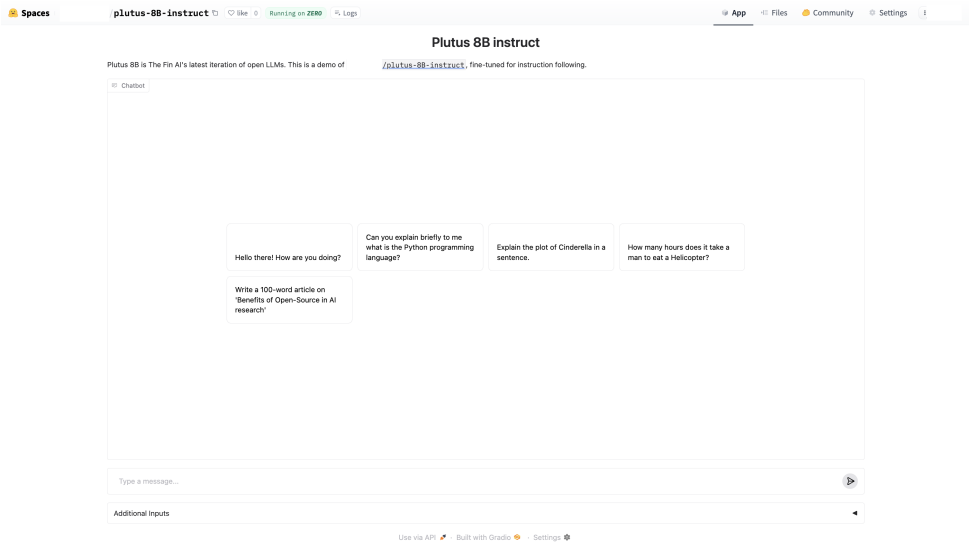 Spaces
/plutus-8B-instruct
like 0
Running on ZERO
Logs
App
Files
Community
Settings
Plutus 8B instruct
Plutus 8B is The Fin AI's latest iteration of open LLMs. This is a demo of /plutus-8B-instruct, fine-tuned for instruction following.
Chatbot
Hello there! How are you doing?
Can you explain briefly to me
what is the Python programming
language?
Explain the plot of Cinderella in a
sentence.
How many hours does it take a
man to eat a Helicopter?
Write a 100-word article on
'Benefits of Open-Source in AI
research'
Type a message...
Additional Inputs
Use via API · Built with Gradio · Settings